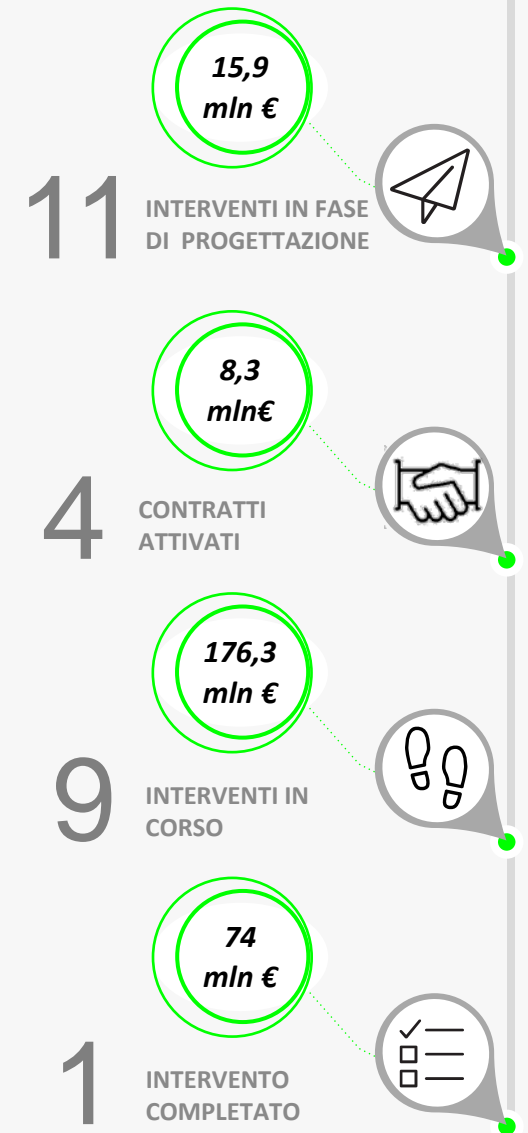 15,9
mln €
11
INTERVENTI IN FASE
DI PROGETTAZIONE
8,3
mln€
4
CONTRATTI
ATTIVATI
176,3
mln €
9
INTERVENTI IN
CORSO
74
mln €
1
INTERVENTO
COMPLETATO